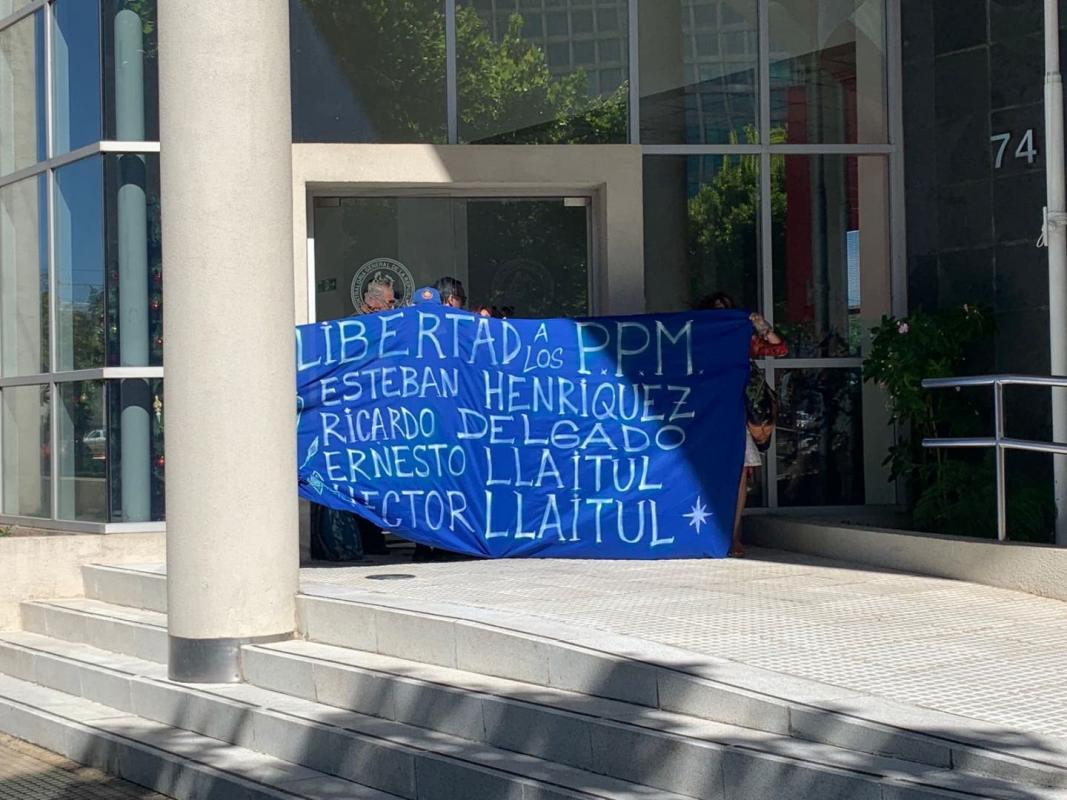 74
LIBERTAD A LOS P.P.M.
ESTEBAN HENRIQUEZ
RICARDO DELGADO
ERNESTO LLAITUL
HECTOR LLAITUL